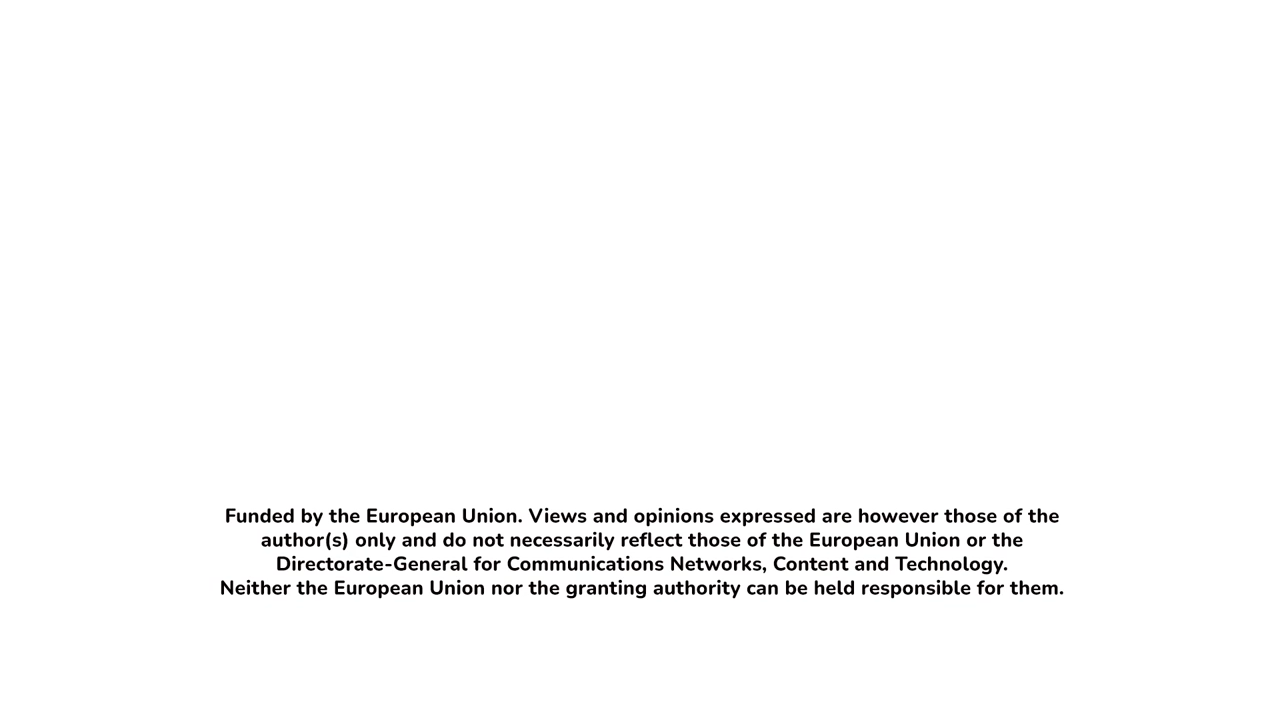 Funded by the European Union. Views and opinions expressed are however those of the
author(s) only and do not necessarily reflect those of the European Union or the
Directorate-General for Communications Networks, Content and Technology.
Neither the European Union nor the granting authority can be held responsible for them.